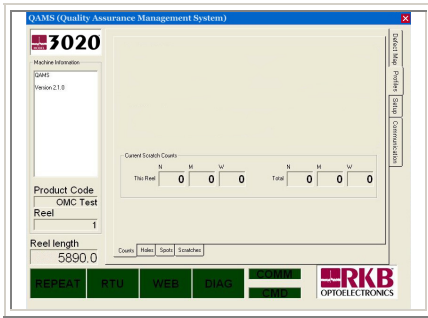 QAMS (Quality Assurance Management System)
3020
Machine Information
QAMS
Version 2.1.0
Product Code
OMC Test
Reel
1
Reel length
5890.0
Current Scratch Counts
N M W
This Reel 0 0 0
N M W
Total 0 0 0
Counts Holes Spots Scratches
Defect Map
Profiles
Setup
Communication
REPEAT RTU WEB DIAG
COMM
CMD
RKB
OPTOELECTRONICS